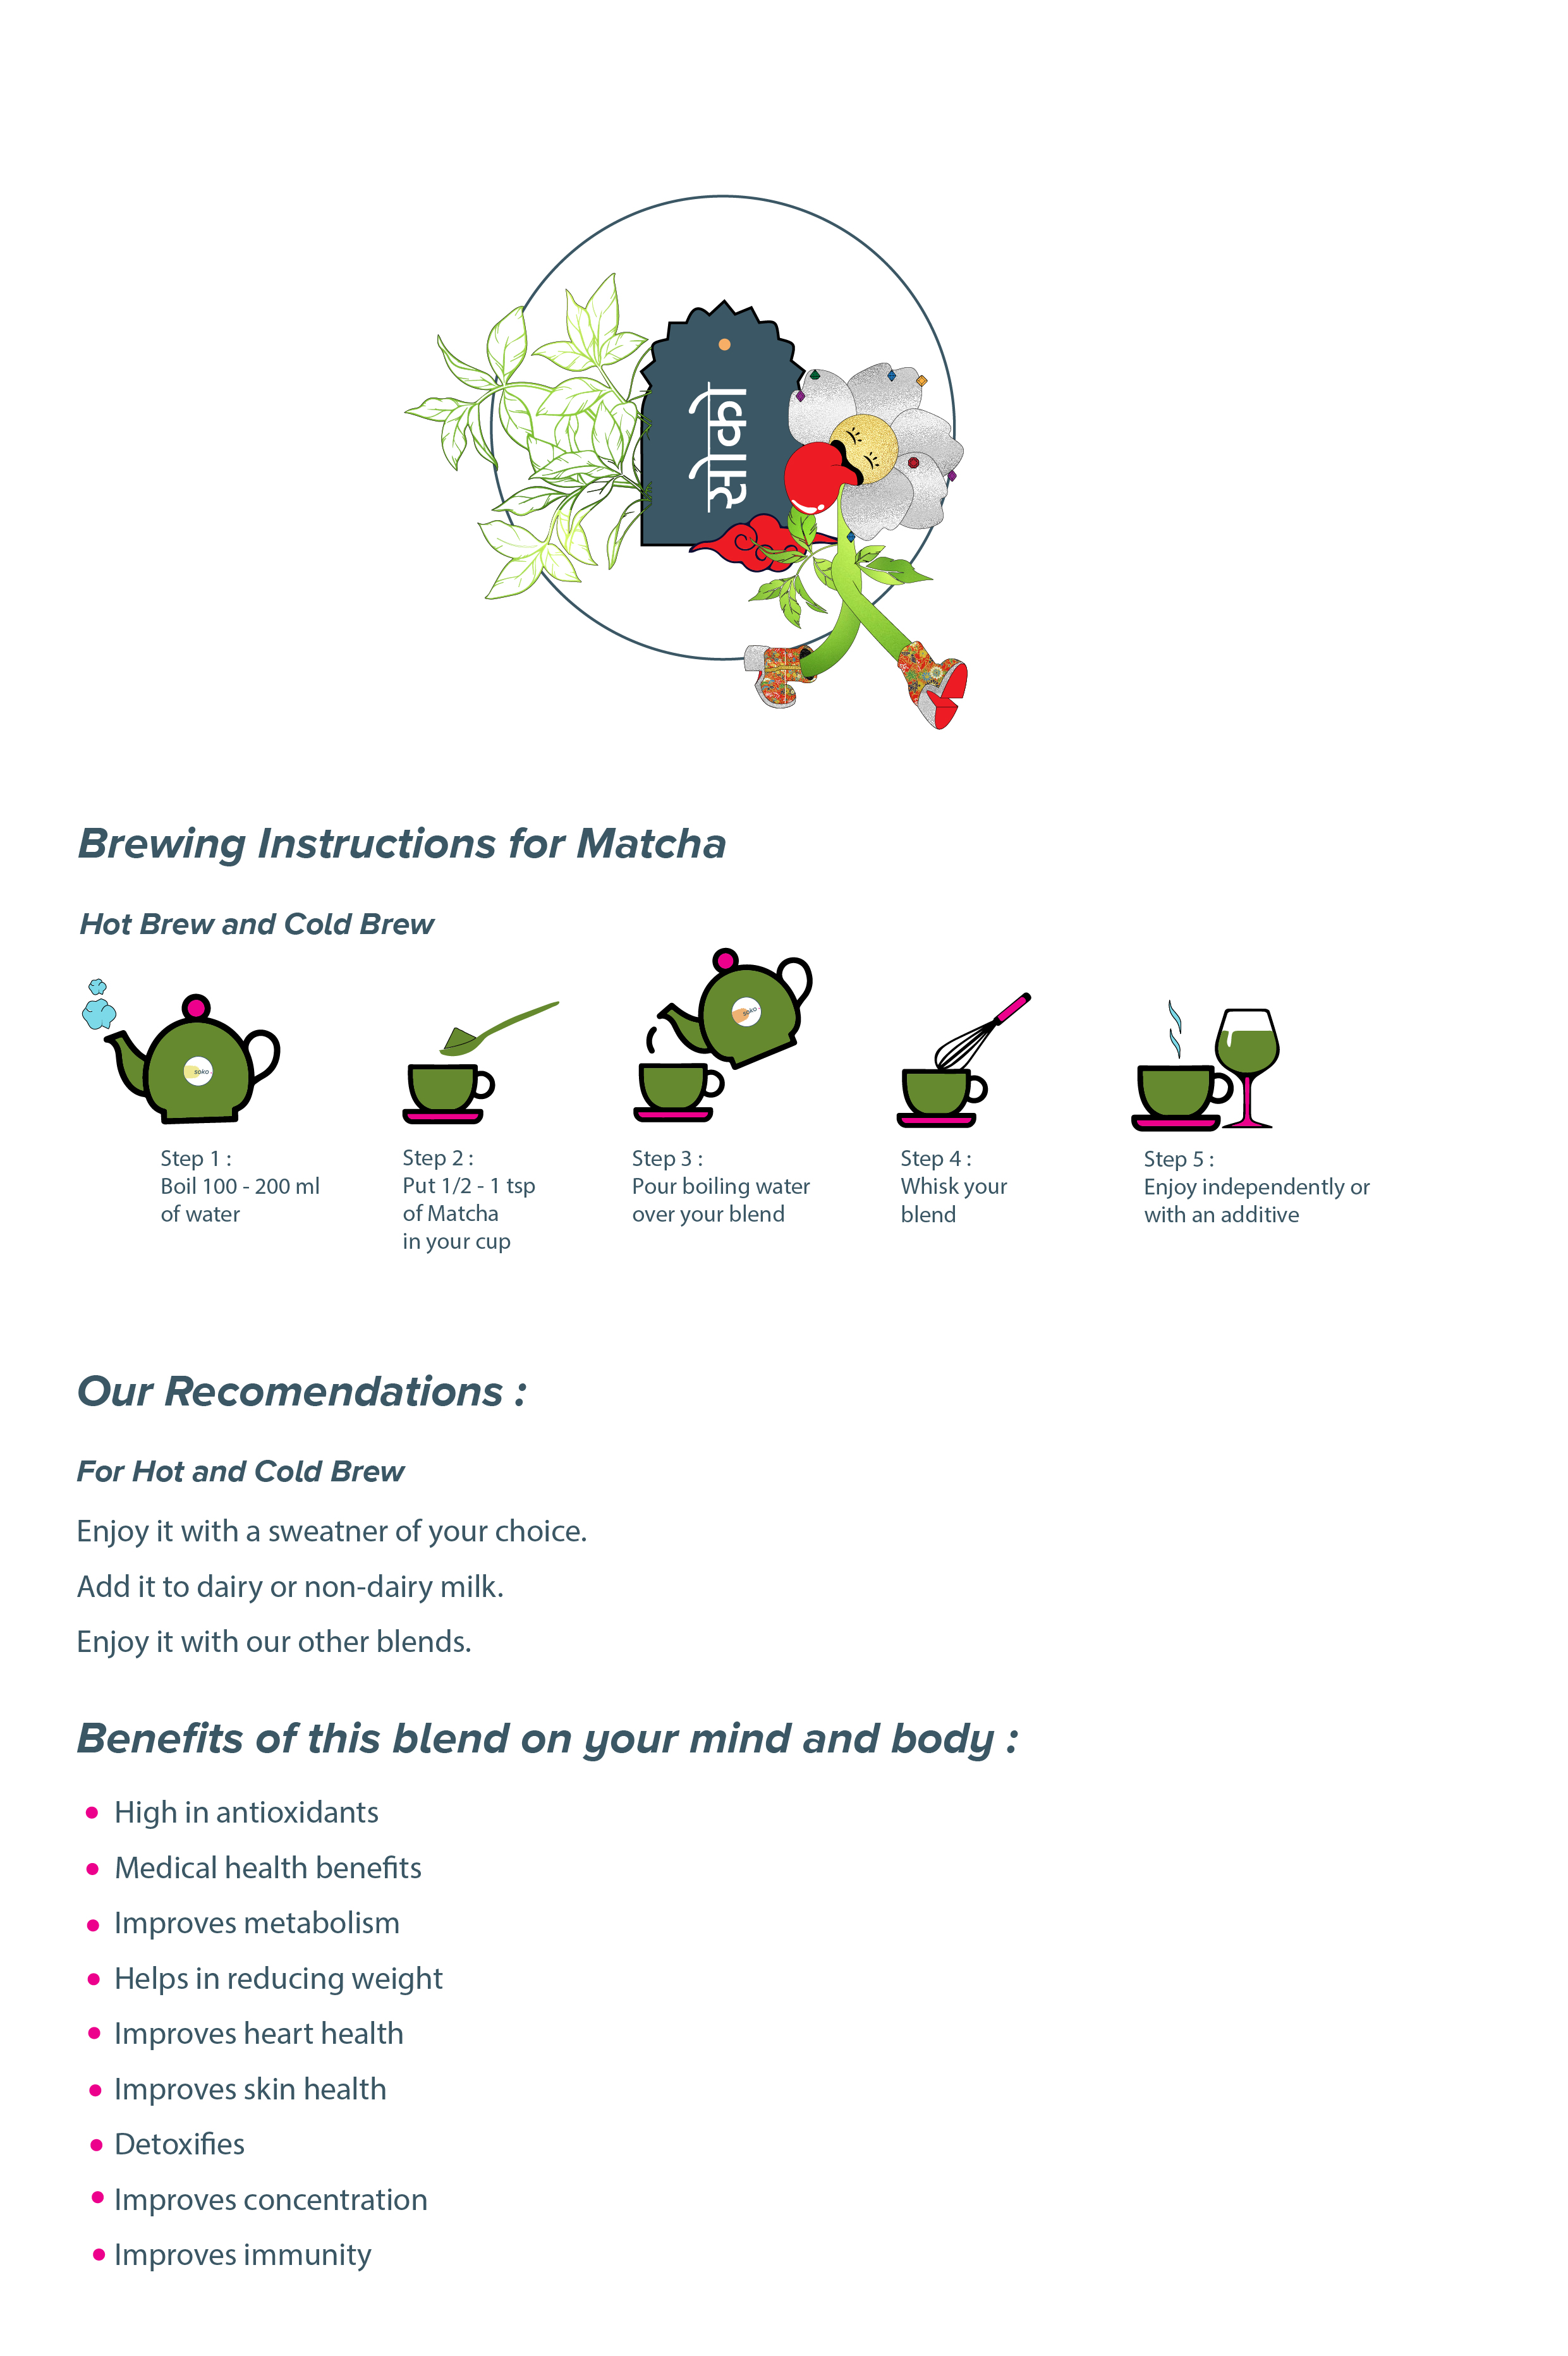 सोको
Brewing Instructions for Matcha
Hot Brew and Cold Brew
soko
soko
Step 1 :
Boil 100 - 200 ml
of water
Step 2 :
Put 1/2 - 1 tsp
of Matcha
in your cup
Step 3 :
Pour boiling water
over your blend
Step 4 :
Whisk your
blend
Step 5 :
Enjoy independently or
with an additive
Our Recomendations :
For Hot and Cold Brew
Enjoy it with a sweatner of your choice.
Add it to dairy or non-dairy milk.
Enjoy it with our other blends.
Benefits of this blend on your mind and body :
High in antioxidants
Medical health benefits
Improves metabolism
Helps in reducing weight
Improves heart health
Improves skin health
Detoxifies
Improves concentration
Improves immunity